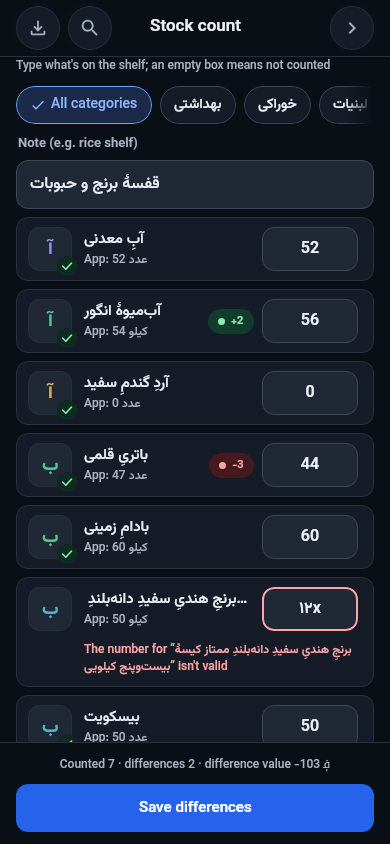 Stock count
Type what's on the shelf; an empty box means not counted
All categories
بهداشتی
خوراکی
لبنیات
Note (e.g. rice shelf)
قفسهٔ برنج و حبوبات
آ
آبِ معدنی
App: 52 عدد
52
آ
آب‌میوهٔ انگور
App: 54 کیلو
+2
56
آ
آردِ گندمِ سفید
App: 0 عدد
0
ب
باتریِ قلمی
App: 47 عدد
-3
44
ب
بادامِ زمینی
App: 60 کیلو
60
ب
برنجِ هندیِ سفیدِ دانه‌بلندِ…
App: 50 کیلو
۱۲x
The number for “برنجِ هندیِ سفیدِ دانه‌بلندِ ممتاز کیسهٔ
بیست‌وپنج کیلویی” isn't valid
ب
بیسکویت
App: 50 عدد
50
Counted 7 · differences 2 · difference value -103 ؋
Save differences